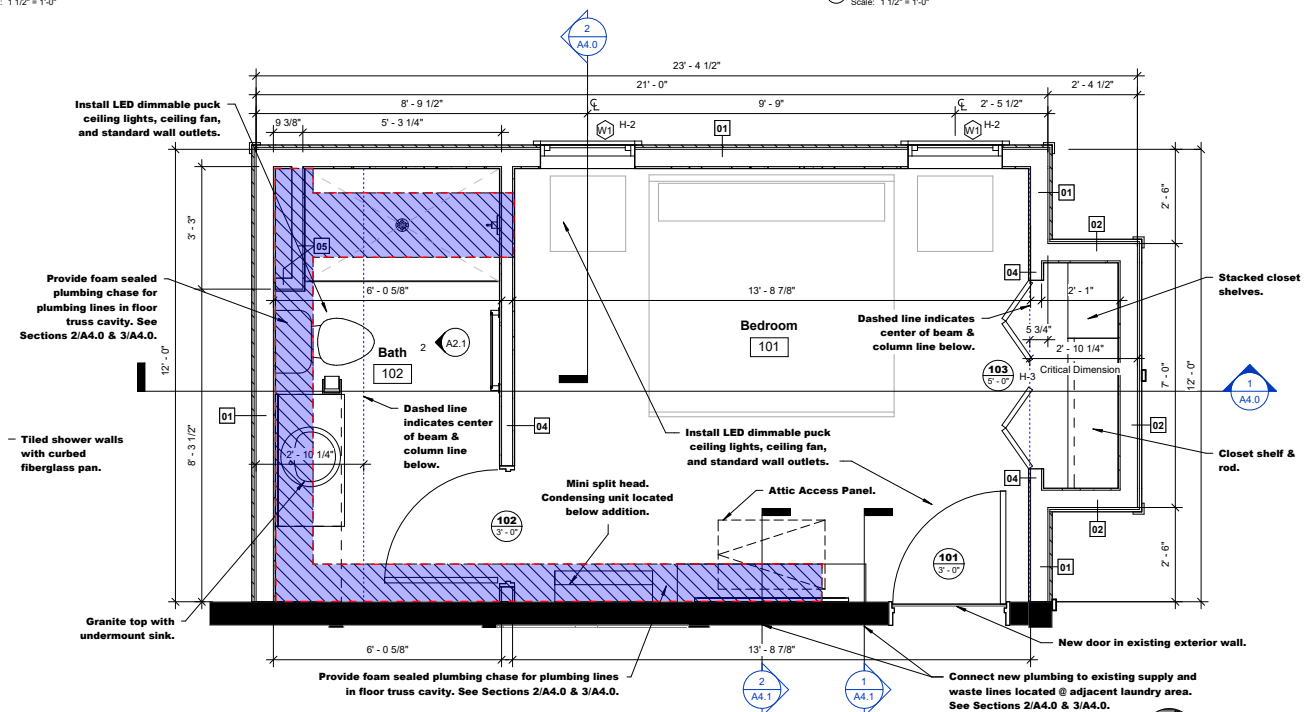 : 1 1/2" = 1'-0"
Scale: 1 1/2" = 1'-0"
2
A4.0
23' - 4 1/2"
21' - 0"
2' - 4 1/2"
8' - 9 1/2"
9' - 9"
2' - 5 1/2"
Install LED dimmable puck
ceiling lights, ceiling fan,
and standard wall outlets.
9 3/8"
5' - 3 1/4"
W1
H-2
01
W1
H-2
3' - 3"
2' - 6"
01
02
05
04
Provide foam sealed
plumbing chase for
plumbing lines in floor
truss cavity. See
Sections 2/A4.0 & 3/A4.0.
6' - 0 5/8"
13' - 8 7/8"
2' - 1"
Stacked closet
shelves.
Dashed line indicates
center of beam &
column line below.
5 3/4"
2' - 10 1/4"
Bedroom
101
Bath
102
2
A2.1
12' - 0"
103
5' - 0"
H-3
Critical Dimension
7' - 0"
12' - 0"
1
A4.0
01
Dashed line
indicates center
of beam &
column line
below.
04
02
Tiled shower walls
with curbed
fiberglass pan.
8' - 3 1/2"
2' - 10 1/4"
Install LED dimmable puck
ceiling lights, ceiling fan,
and standard wall outlets.
Closet shelf &
rod.
Mini split head.
Condensing unit located
below addition.
Attic Access Panel.
04
02
102
3' - 0"
101
3' - 0"
01
2' - 6"
Granite top with
undermount sink.
New door in existing exterior wall.
6' - 0 5/8"
13' - 8 7/8"
Provide foam sealed plumbing chase for plumbing lines
in floor truss cavity. See Sections 2/A4.0 & 3/A4.0.
2
A4.1
1
A4.1
Connect new plumbing to existing supply and
waste lines located @ adjacent laundry area.
See Sections 2/A4.0 & 3/A4.0.